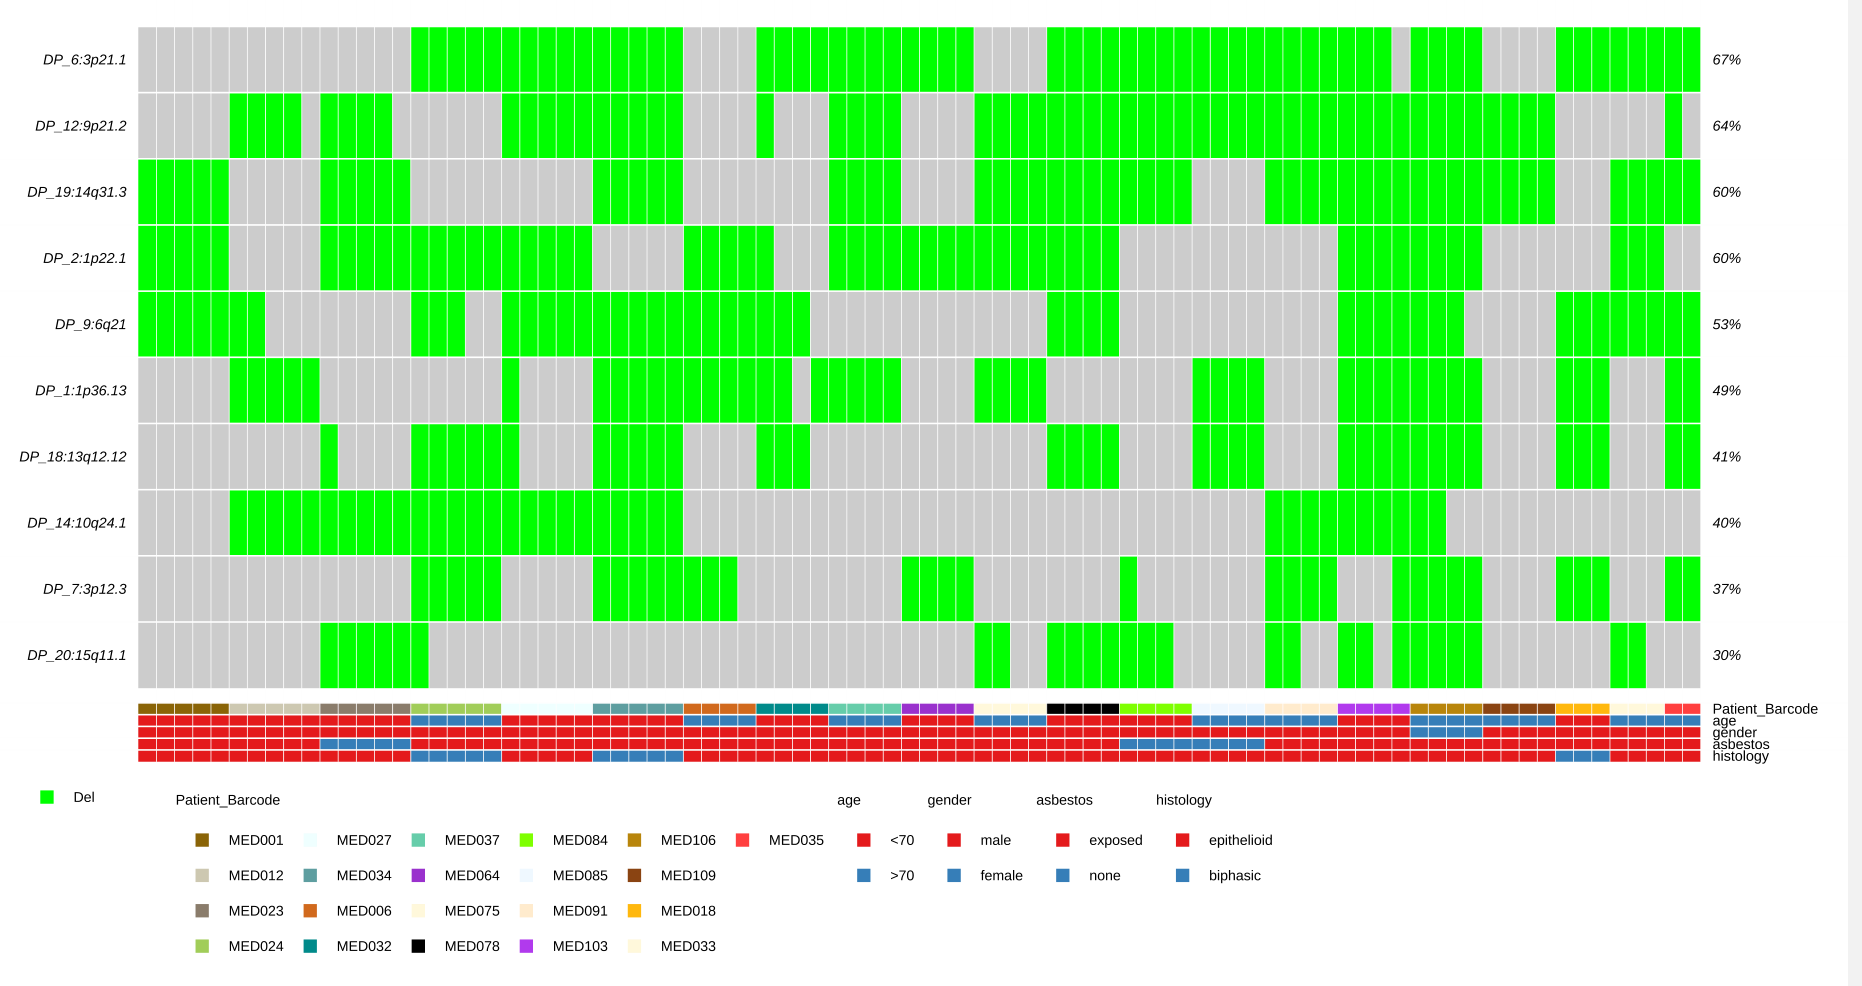 DP_6:3p21.1 67%
DP_12:9p21.2 64%
DP_19:14q31.3 60%
DP_2:1p22.1 60%
DP_9:6q21 53%
DP_1:1p36.13 49%
DP_18:13q12.12 41%
DP_14:10q24.1 40%
DP_7:3p12.3 37%
DP_20:15q11.1 30%
Patient_Barcode
age
gender
asbestos
histology
Del Patient_Barcode age gender asbestos histology
MED001 MED027 MED037 MED084 MED106 MED035 <70 male exposed epithelioid
MED012 MED034 MED064 MED085 MED109 >70 female none biphasic
MED023 MED006 MED075 MED091 MED018
MED024 MED032 MED078 MED103 MED033